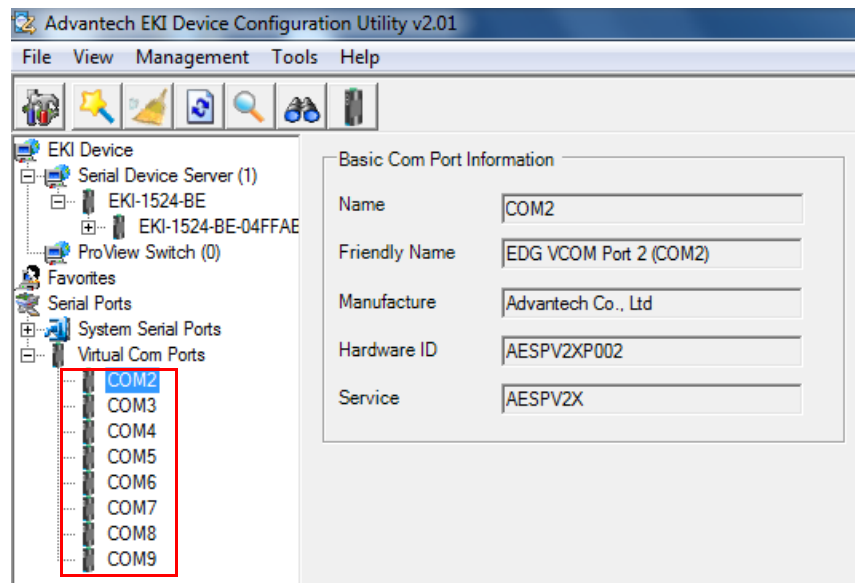 Advantech EKI Device Configuration Utility v2.01
File View Management Tools Help
EKI Device
Serial Device Server (1)
EKI-1524-BE
EKI-1524-BE-04FFAE
ProView Switch (0)
Favorites
Serial Ports
System Serial Ports
Virtual Com Ports
COM2
COM3
COM4
COM5
COM6
COM7
COM8
COM9
Basic Com Port Information
Name COM2
Friendly Name EDG VCOM Port 2 (COM2)
Manufacture Advantech Co., Ltd
Hardware ID AESPV2XP002
Service AESPV2X